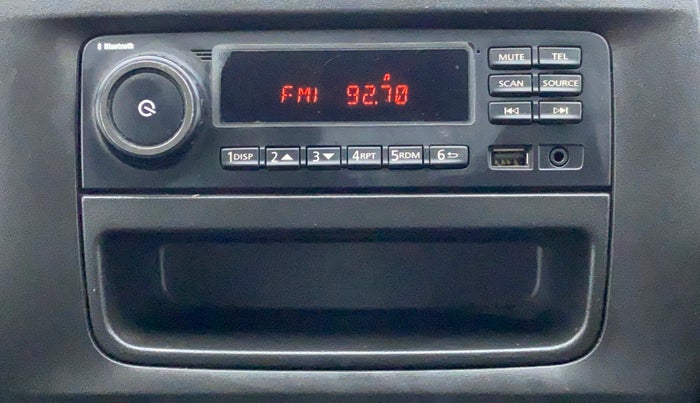 Bluetooth
MUTE TEL
A
FM1 92.70
SCAN SOURCE
1DISP 2 3 4RPT 5RDM 6